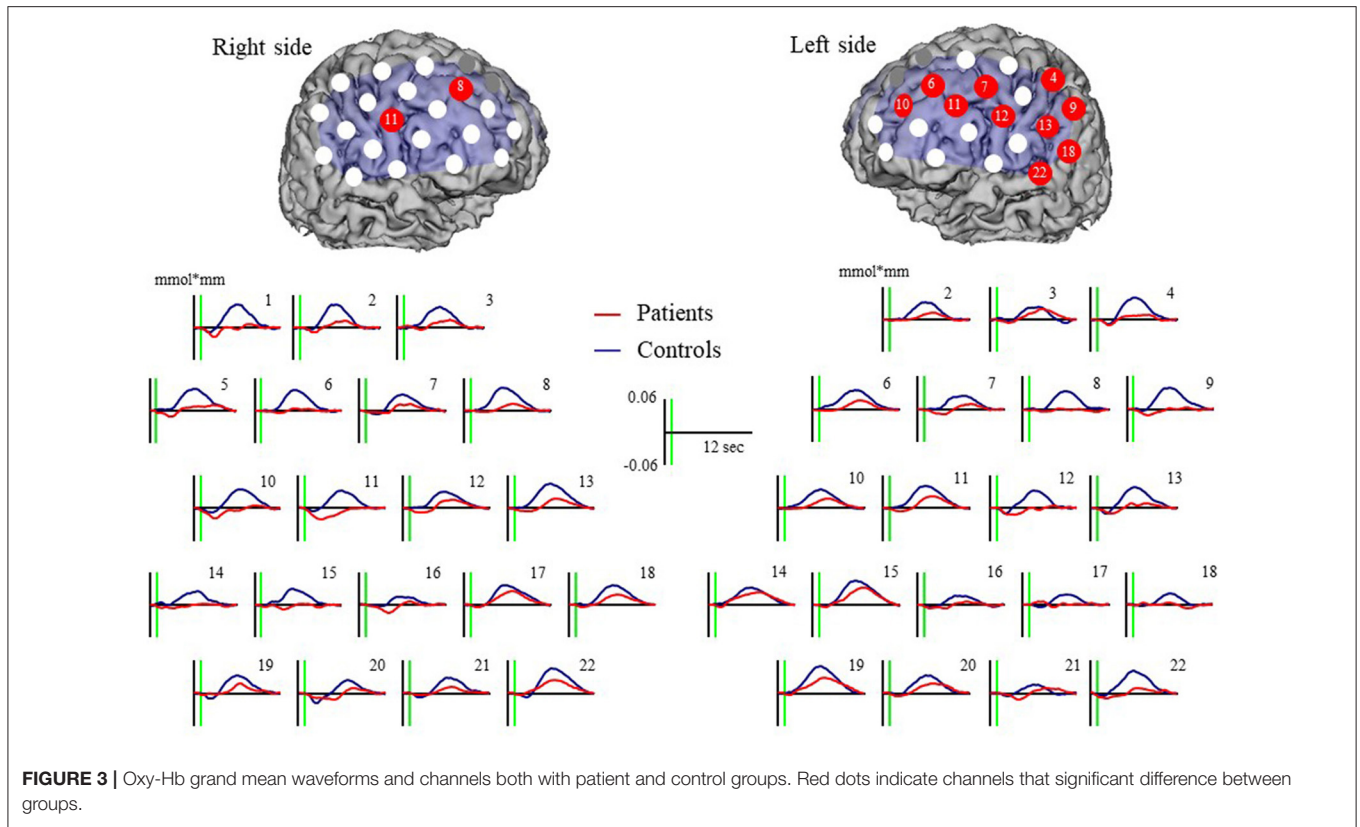 Right side
Left side
8
11
4
6
7
9
10
11
12
13
18
22
mmol*mm
mmol*mm
1 2 3
Patients
Controls
2 3 4
5 6 7 8
0.06
-0.06
12 sec
6 7 8 9
10 11 12 13
10 11 12 13
14 15 16 17 18
14 15 16 17 18
19 20 21 22
19 20 21 22
FIGURE 3 | Oxy-Hb grand mean waveforms and channels both with patient and control groups. Red dots indicate channels that significant difference between
groups.